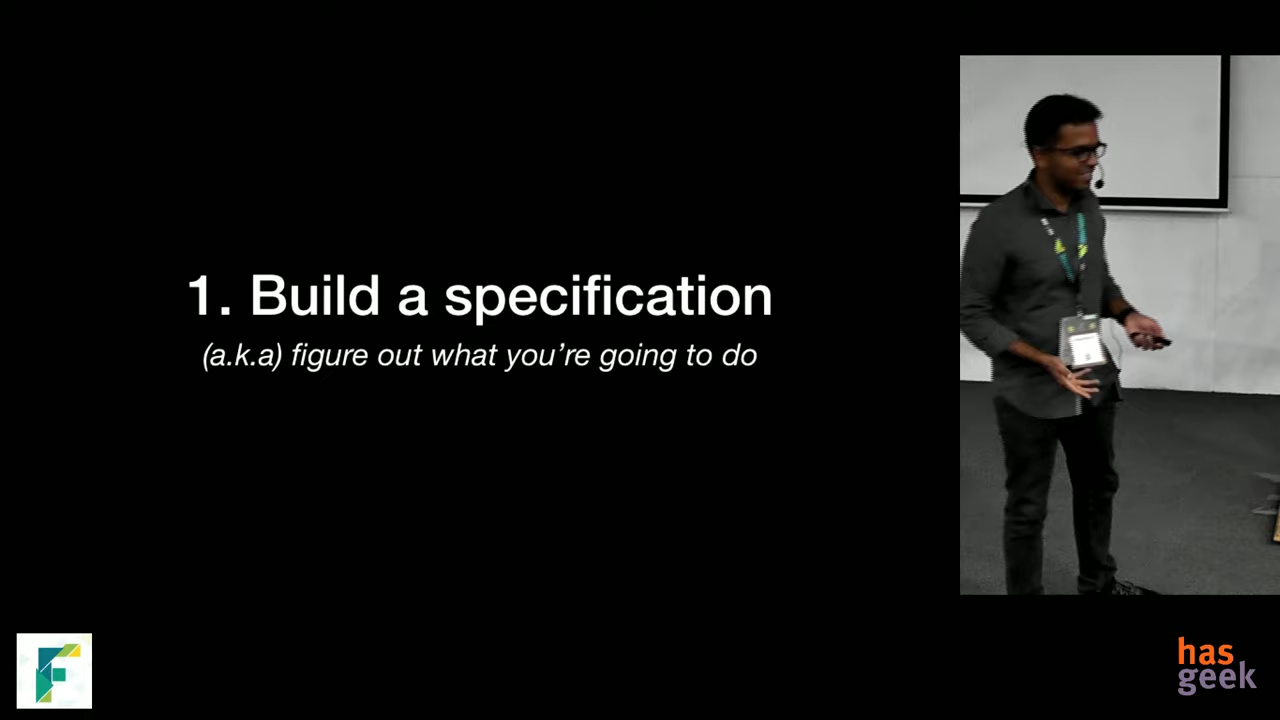 1. Build a specification
(a.k.a) figure out what you’re going to do
has
geek